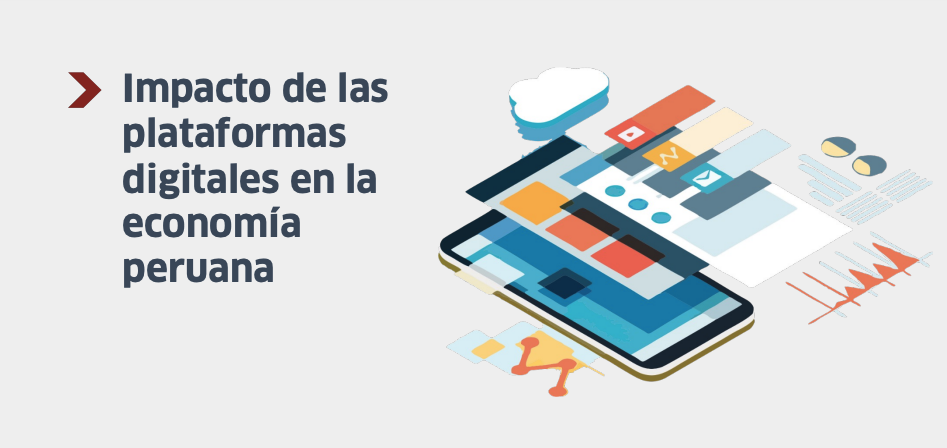 Impacto de las
plataformas
digitales en la
economía
peruana